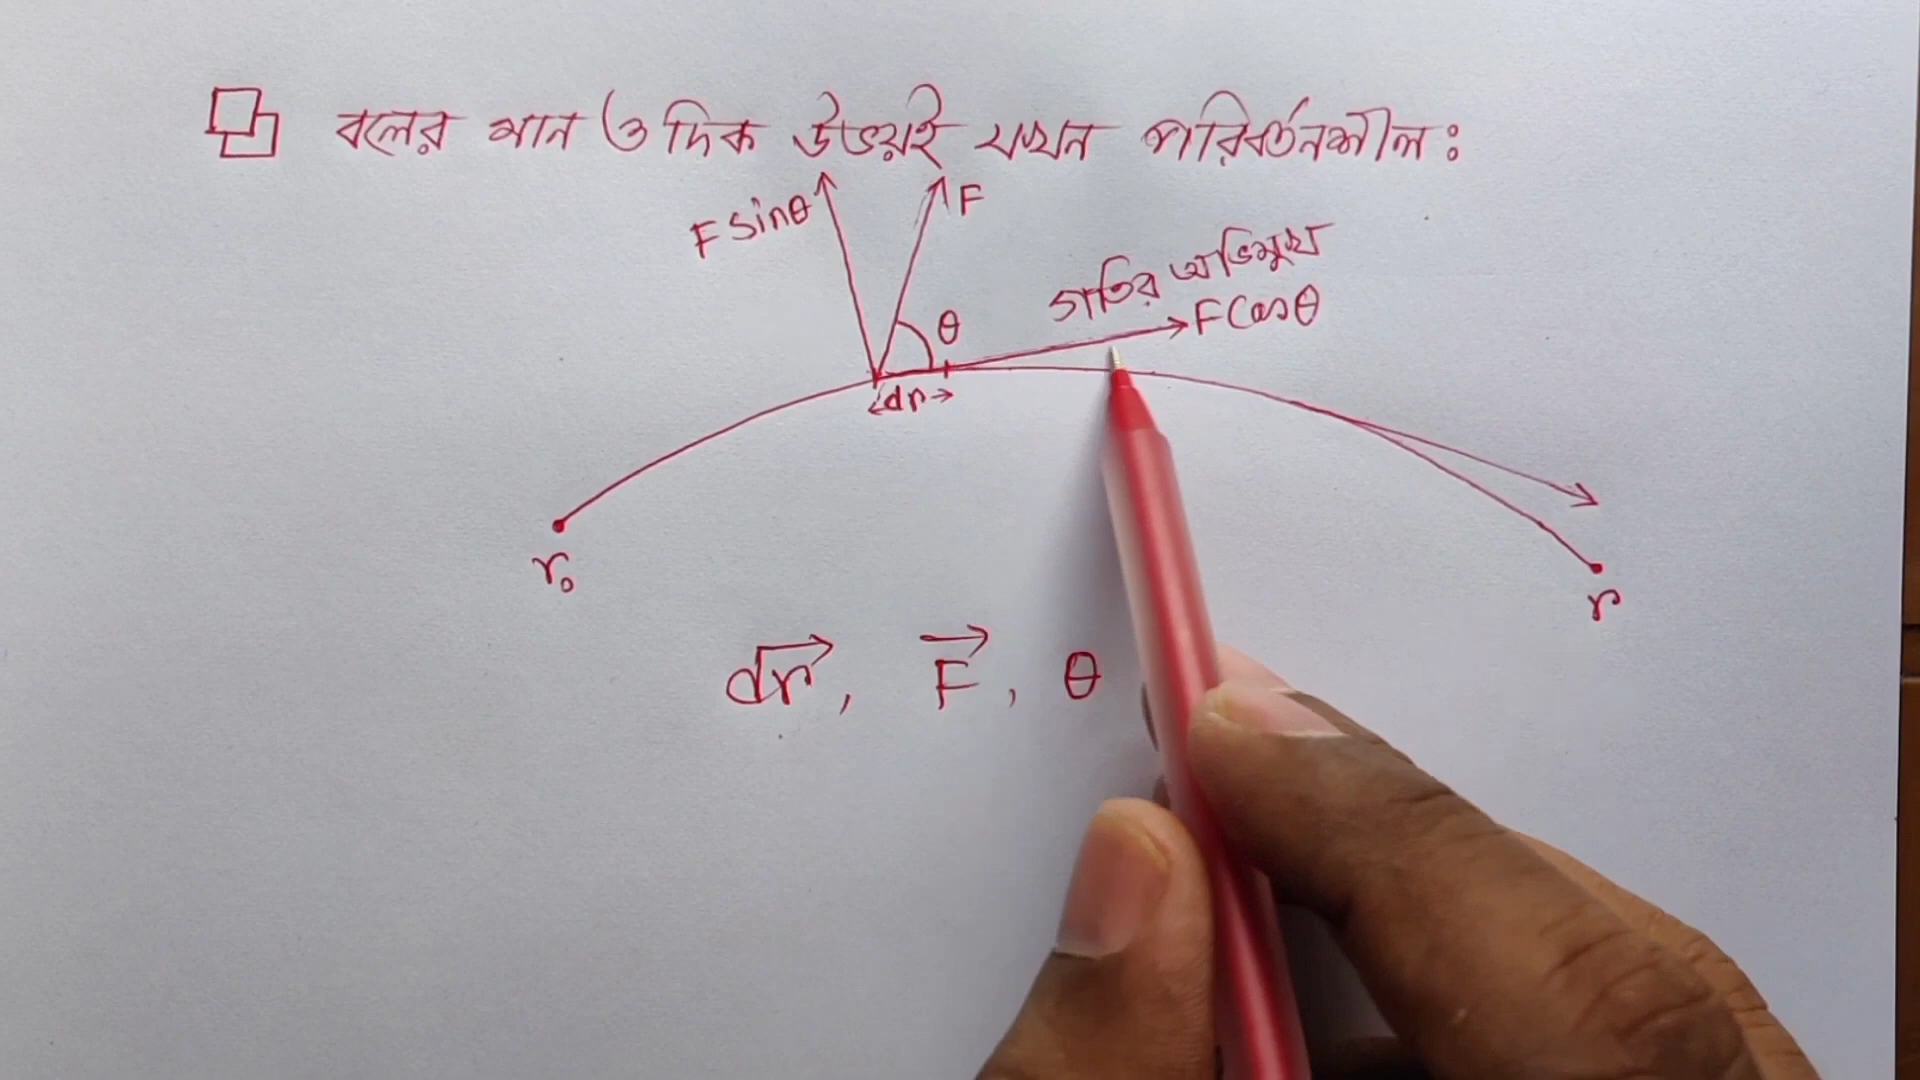 বলের মান ও দিক উভয়ই যখন পরিবর্তনশীল:
F sinθ
F
গতির অভিমুখ
F Cosθ
θ
dr
r₀
r
dr⃗, F⃗, θ